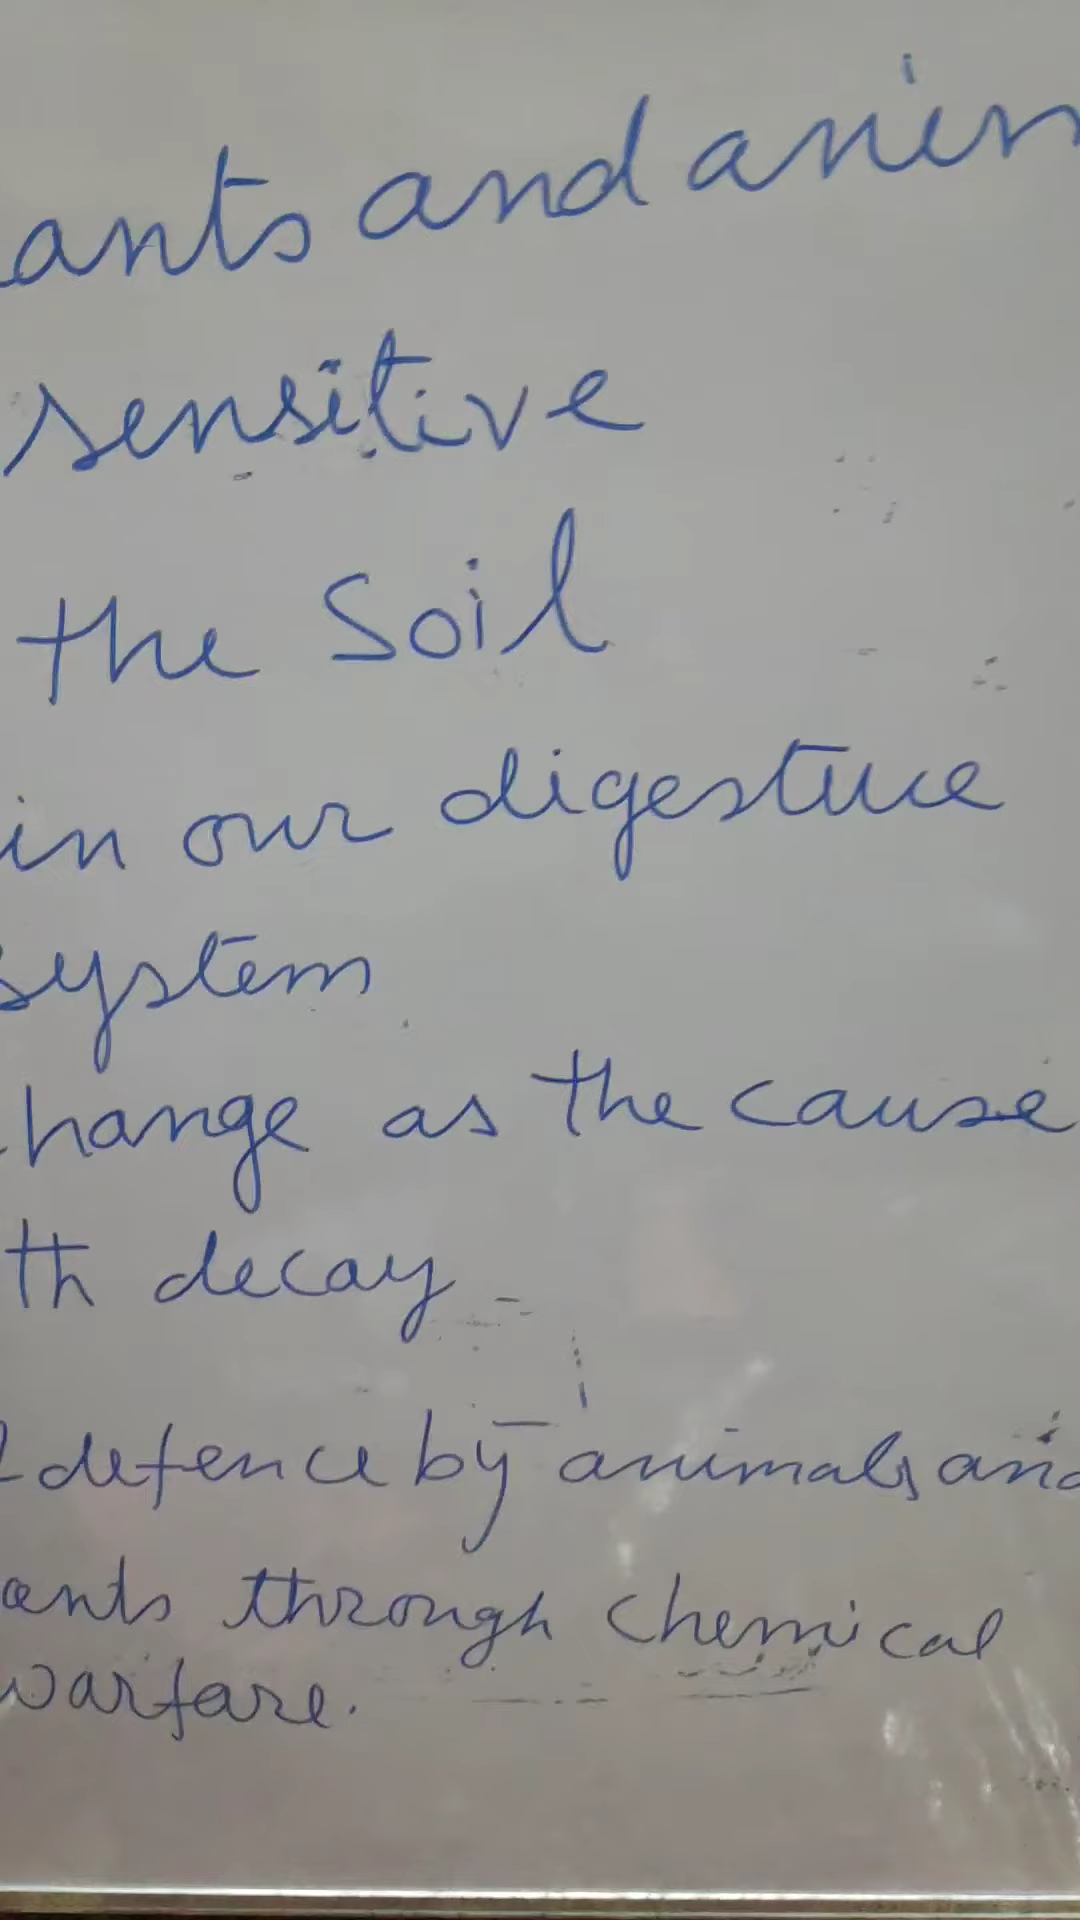 ants and anim
sensitive
the Soil
in our digestive
system
hange as the cause
th decay
defence by animals and
ants through chemical
warfare.